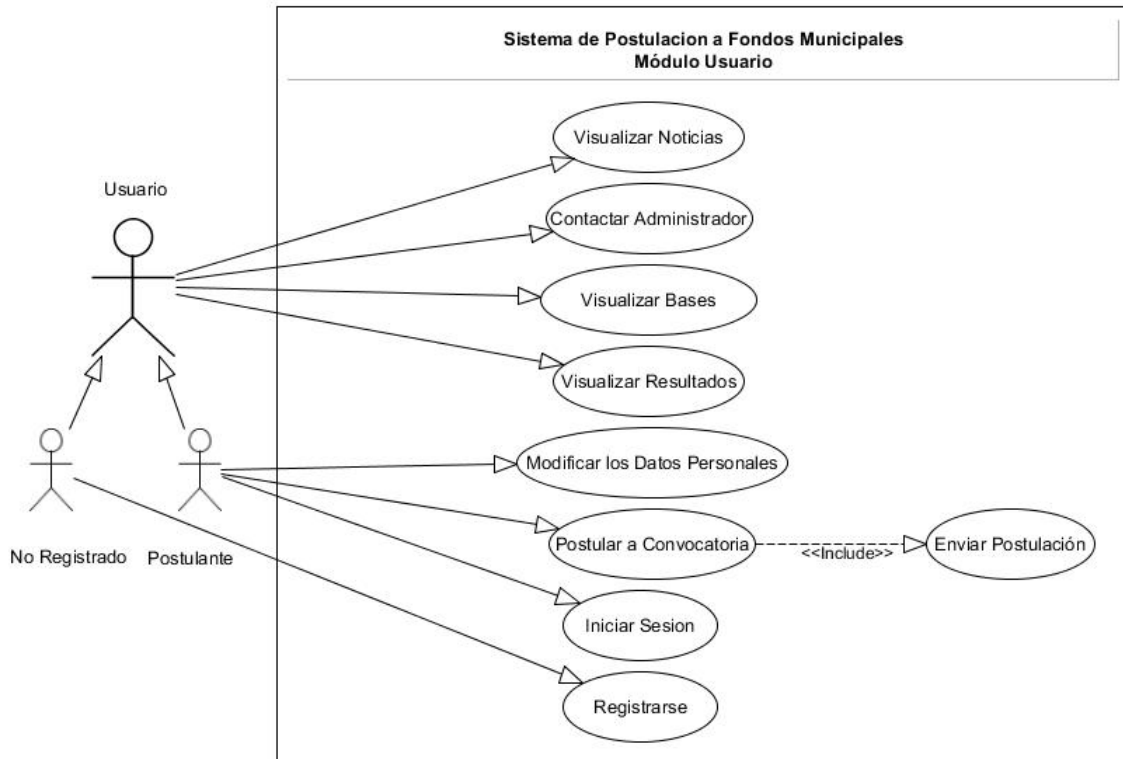 Sistema de Postulacion a Fondos Municipales
Módulo Usuario
Visualizar Noticias
Usuario
Contactar Administrador
Visualizar Bases
Visualizar Resultados
Modificar los Datos Personales
No Registrado
Postulante
Postular a Convocatoria
<<Include>>
Enviar Postulación
Iniciar Sesion
Registrarse